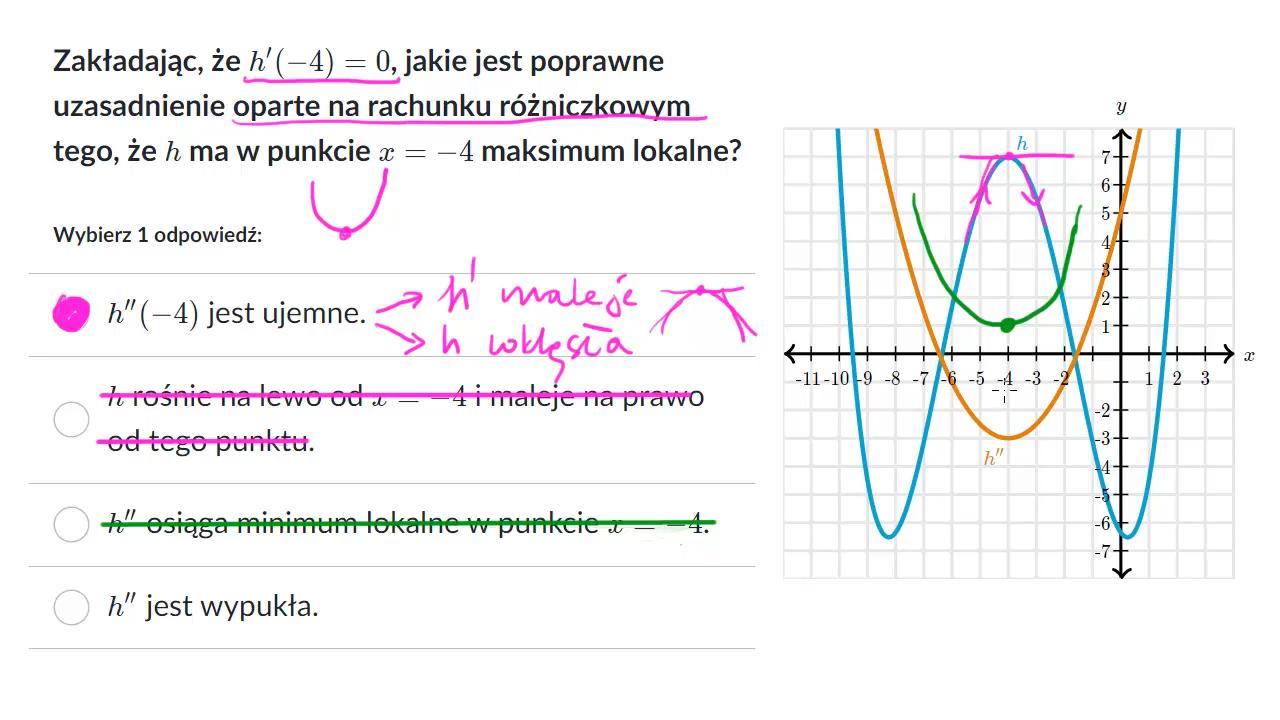 Zakładając, że h′(−4) = 0, jakie jest poprawne
uzasadnienie oparte na rachunku różniczkowym
tego, że h ma w punkcie x = −4 maksimum lokalne?
Wybierz 1 odpowiedź:
h″(−4) jest ujemne.
h' maleje
h wklęsła
h rośnie na lewo od x = −4 i maleje na prawo
od tego punktu.
h″ osiąga minimum lokalne w punkcie x = −4.
h″ jest wypukła.
y
h
7
6
5
4
3
2
1
x
-11 -10 -9 -8 -7 -6 -5 -4 -3 -2 1 2 3
-2
-3
h″
-4
-5
-6
-7